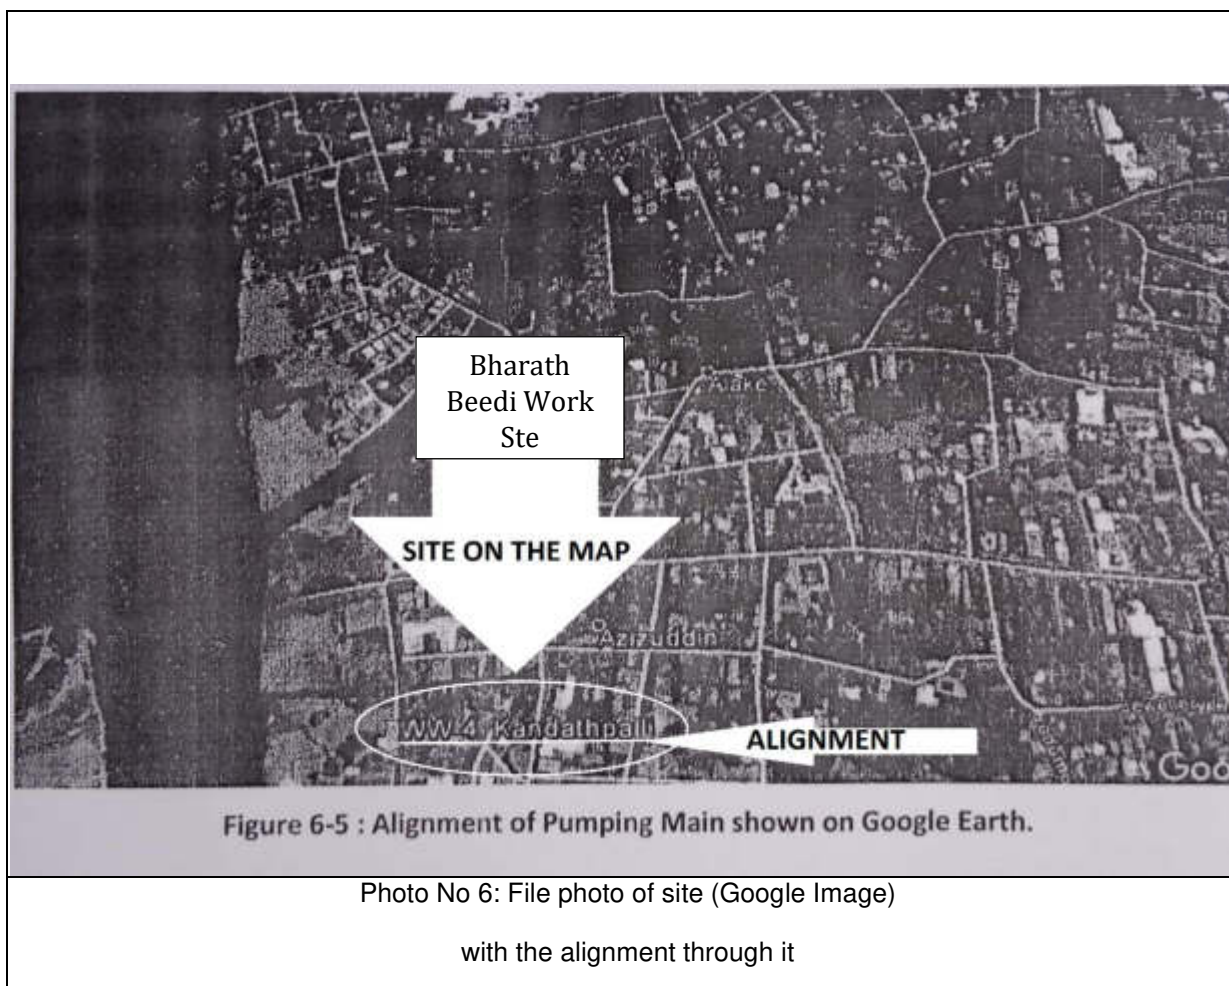 Bharath
Beedi Work
Ste
SITE ON THE MAP
Azizuddin
WW-4 Kandathpalli
ALIGNMENT
Goo
Figure 6-5 : Alignment of Pumping Main shown on Google Earth.
Photo No 6: File photo of site (Google Image)
with the alignment through it